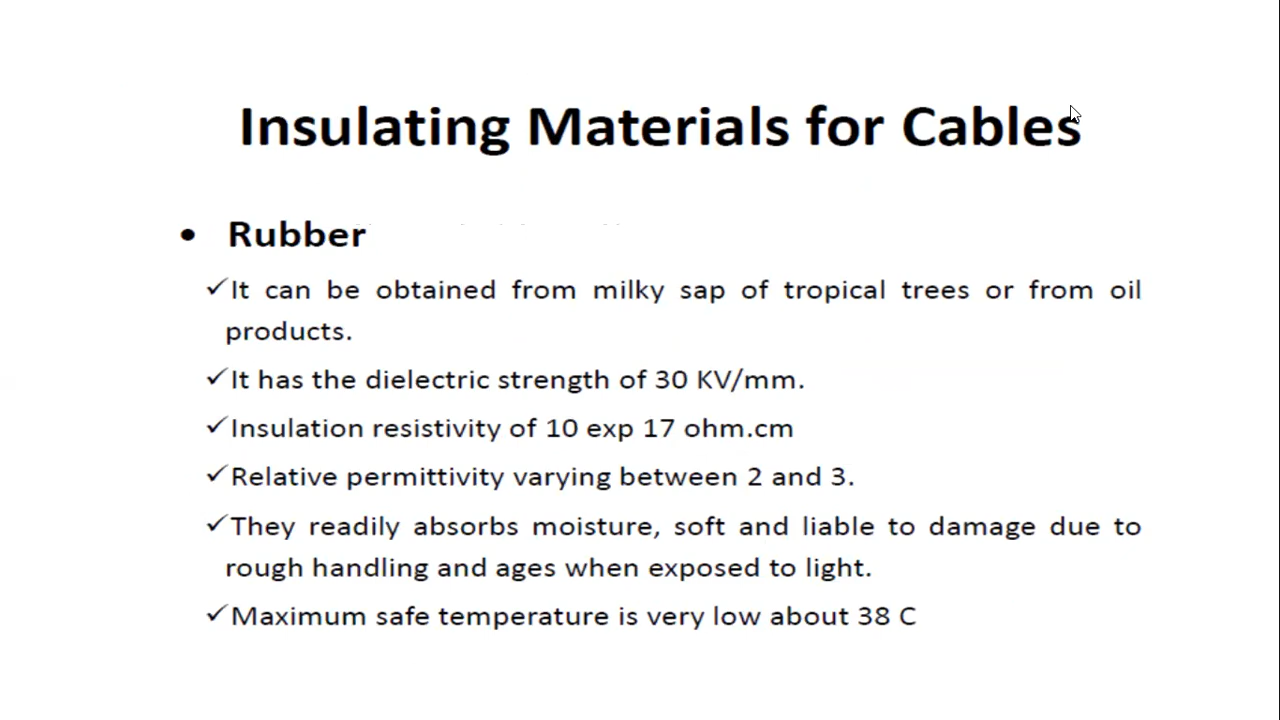 Insulating Materials for Cables
• Rubber
✓It can be obtained from milky sap of tropical trees or from oil
products.
✓It has the dielectric strength of 30 KV/mm.
✓Insulation resistivity of 10 exp 17 ohm.cm
✓Relative permittivity varying between 2 and 3.
✓They readily absorbs moisture, soft and liable to damage due to
rough handling and ages when exposed to light.
✓Maximum safe temperature is very low about 38 C